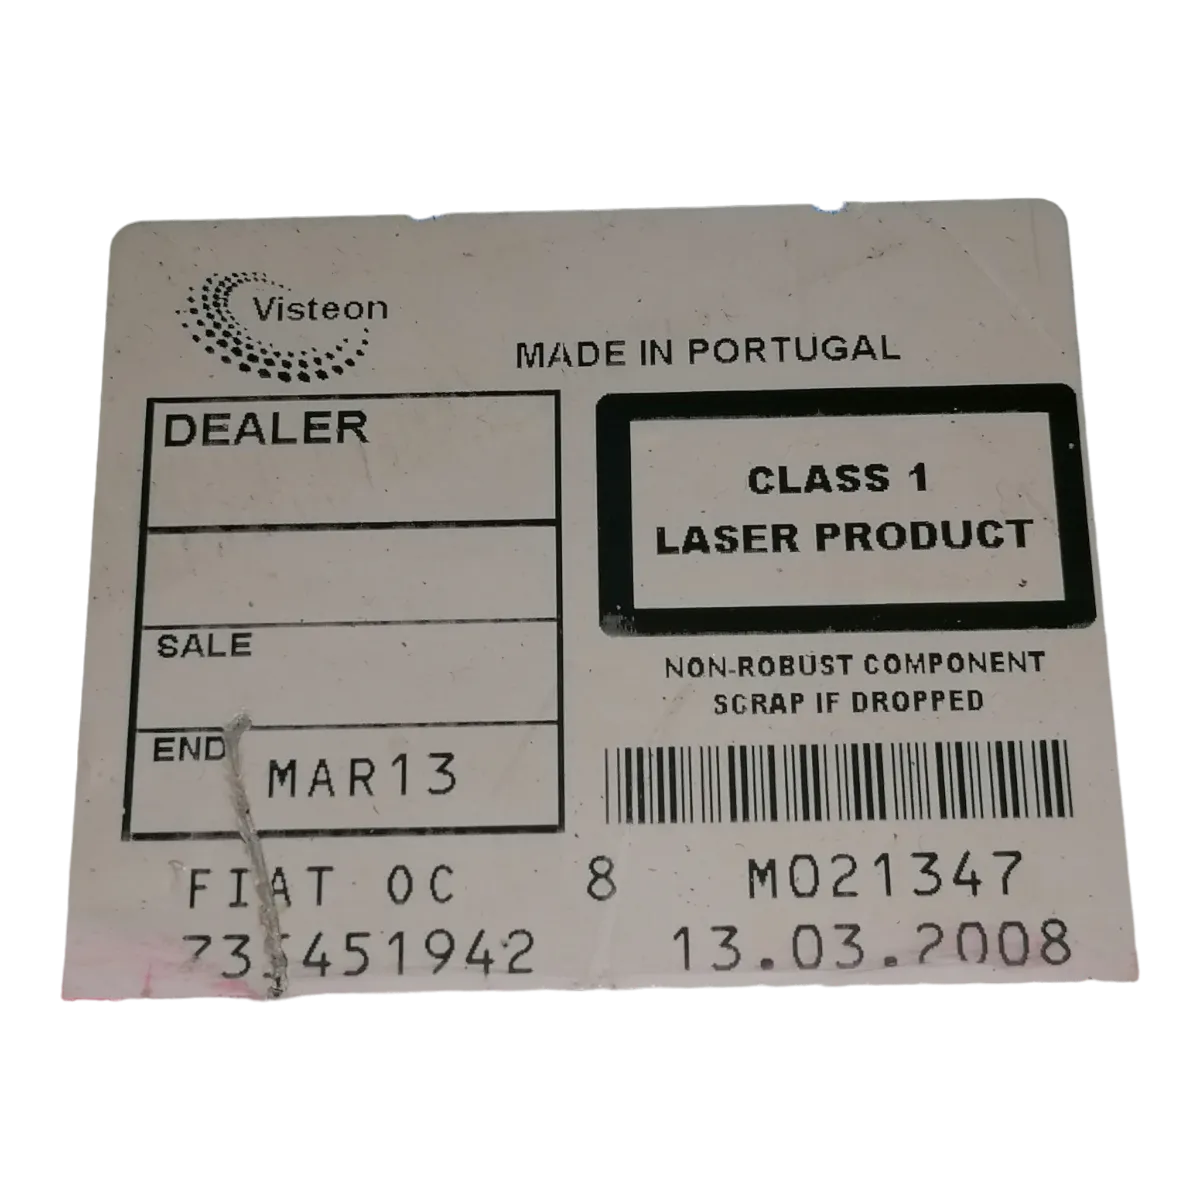 Visteon
MADE IN PORTUGAL
DEALER
SALE
END
MAR13
CLASS 1
LASER PRODUCT
NON-ROBUST COMPONENT
SCRAP IF DROPPED
FIAT OC 8 M021347
735451942 13.03.2008